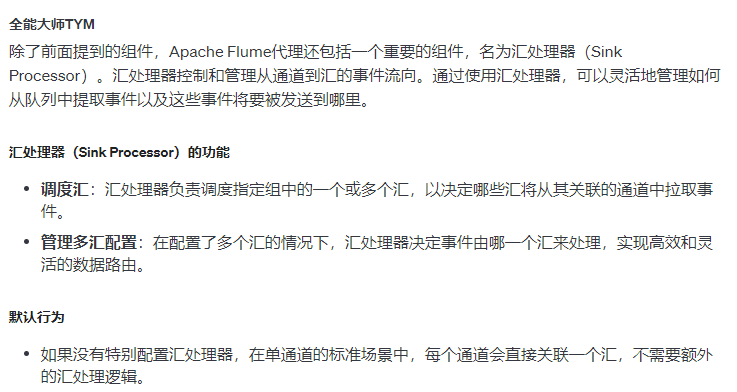 全能大师TYM
除了前面提到的组件，Apache Flume代理还包括一个重要的组件，名为汇处理器（Sink
Processor）。汇处理器控制和管理从通道到汇的事件流向。通过使用汇处理器，可以灵活地管理如何
从队列中提取事件以及这些事件将要被发送到哪里。
汇处理器（Sink Processor）的功能
• 调度汇：汇处理器负责调度指定组中的一个或多个汇，以决定哪些汇将从其关联的通道中拉取事
件。
• 管理多汇配置：在配置了多个汇的情况下，汇处理器决定事件由哪一个汇来处理，实现高效和灵
活的数据路由。
默认行为
• 如果没有特别配置汇处理器，在单通道的标准场景中，每个通道会直接关联一个汇，不需要额外
的汇处理逻辑。